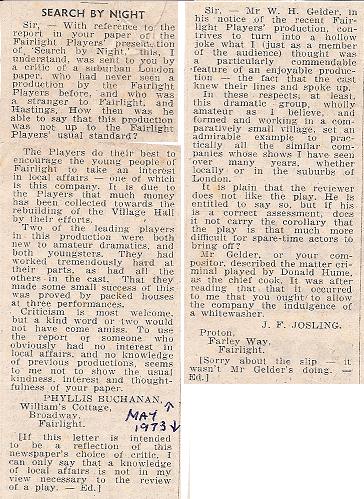 SEARCH BY NIGHT
Sir, — With reference to the
report in your paper of the
Fairlight Players' presentation
of, 'Search by Night,' this, I
understand, was sent to you by
a critic of a suburban London
paper, who had never seen a
production by the Fairlight
Players before, and who was
a stranger to Fairlight, and
Hastings. How then was he
able to say that this production
was not up to the Fairlight
Players' usual standard?
The Players do their best to
encourage the young people of
Fairlight to take an interest
in local affairs — one of which
is this company. It is due to
the Players that much money
has been collected towards the
rebuilding of the Village Hall
by their efforts.
Two of the leading players
in this production were both
new to amateur dramatics, and
both youngsters. They had
worked tremendously hard at
their parts, as had all the
others in the cast. That they
made some small success of this
was proved by packed houses
at three performances.
Criticism is most welcome,
but a kind word or two would
not have come amiss. To use
the report of someone who
obviously had no interest in
local affairs, and no knowledge
of previous productions, seems
to me not to show the usual
kindness, interest and thought-
fulness of your paper.
PHYLLIS BUCHANAN,
William's Cottage,
Broadway,
Fairlight.
[If this letter is intended
to be a reflection of this
newspaper's choice of critic, I
can only say that a knowledge
of local affairs is not in my
view necessary to the review
of a play. — Ed.]
MAY
1973
Sir, — Mr W. H. Gelder, in
his notice of the recent Fair-
light Players' production, con-
trives to turn into a hollow
joke what I (just as a member
of the audience) thought was
a particularly commendable
feature of an enjoyable produc-
tion — the fact that the cast
knew their lines and spoke up.
In these respects, at least,
this dramatic group, wholly
amateur as I believe, and
formed and working in a com-
paratively small village, set an
admirable example to prac-
tically all the similar com-
panies whose shows I have seen
over many years, whether
locally or in the suburbs of
London.
It is plain that the reviewer
does not like the play. He is
entitled to say so, but if his
is a correct assessment, does
it not carry the corollary that
the play is that much more
difficult for spare-time actors to
bring off?
Mr Gelder, or your com-
positor, described the matter criminal
played by Donald Hume,
as the chief cook. It was after
reading that it occurred
to me that you ought to allow
the company the indulgence of
a whitewasher.
J. F. JOSLING.
Proton,
Farley Way,
Fairlight.
[Sorry about the slip — it
wasn't Mr Gelder's doing. —
Ed.]